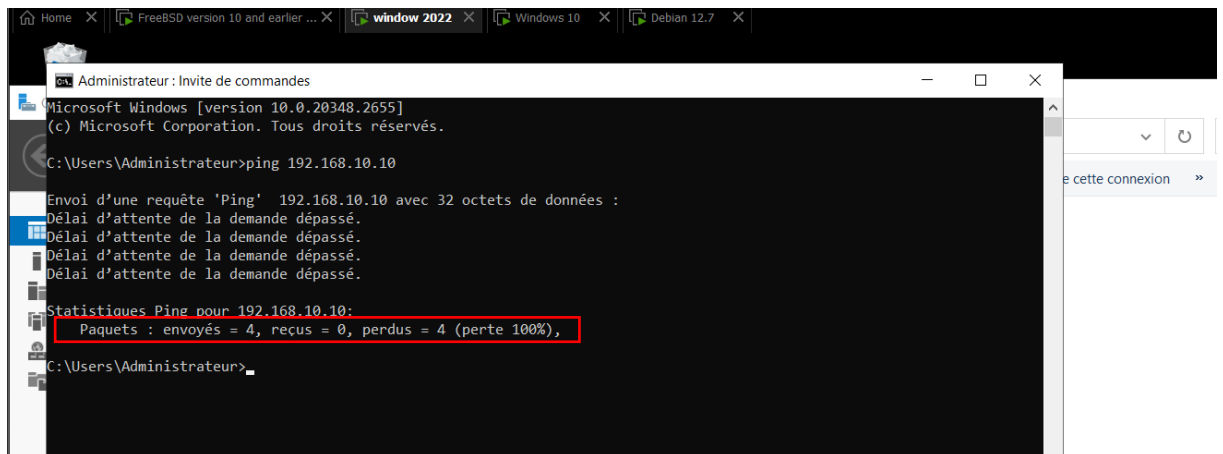 Home
FreeBSD version 10 and earlier ...
window 2022
Windows 10
Debian 12.7
Administrateur : Invite de commandes
Microsoft Windows [version 10.0.20348.2655]
(c) Microsoft Corporation. Tous droits réservés.
C:\Users\Administrateur>ping 192.168.10.10
e cette connexion »
Envoi d’une requête 'Ping'  192.168.10.10 avec 32 octets de données :
Délai d’attente de la demande dépassé.
Délai d’attente de la demande dépassé.
Délai d’attente de la demande dépassé.
Délai d’attente de la demande dépassé.
Statistiques Ping pour 192.168.10.10:
Paquets : envoyés = 4, reçus = 0, perdus = 4 (perte 100%),
C:\Users\Administrateur>